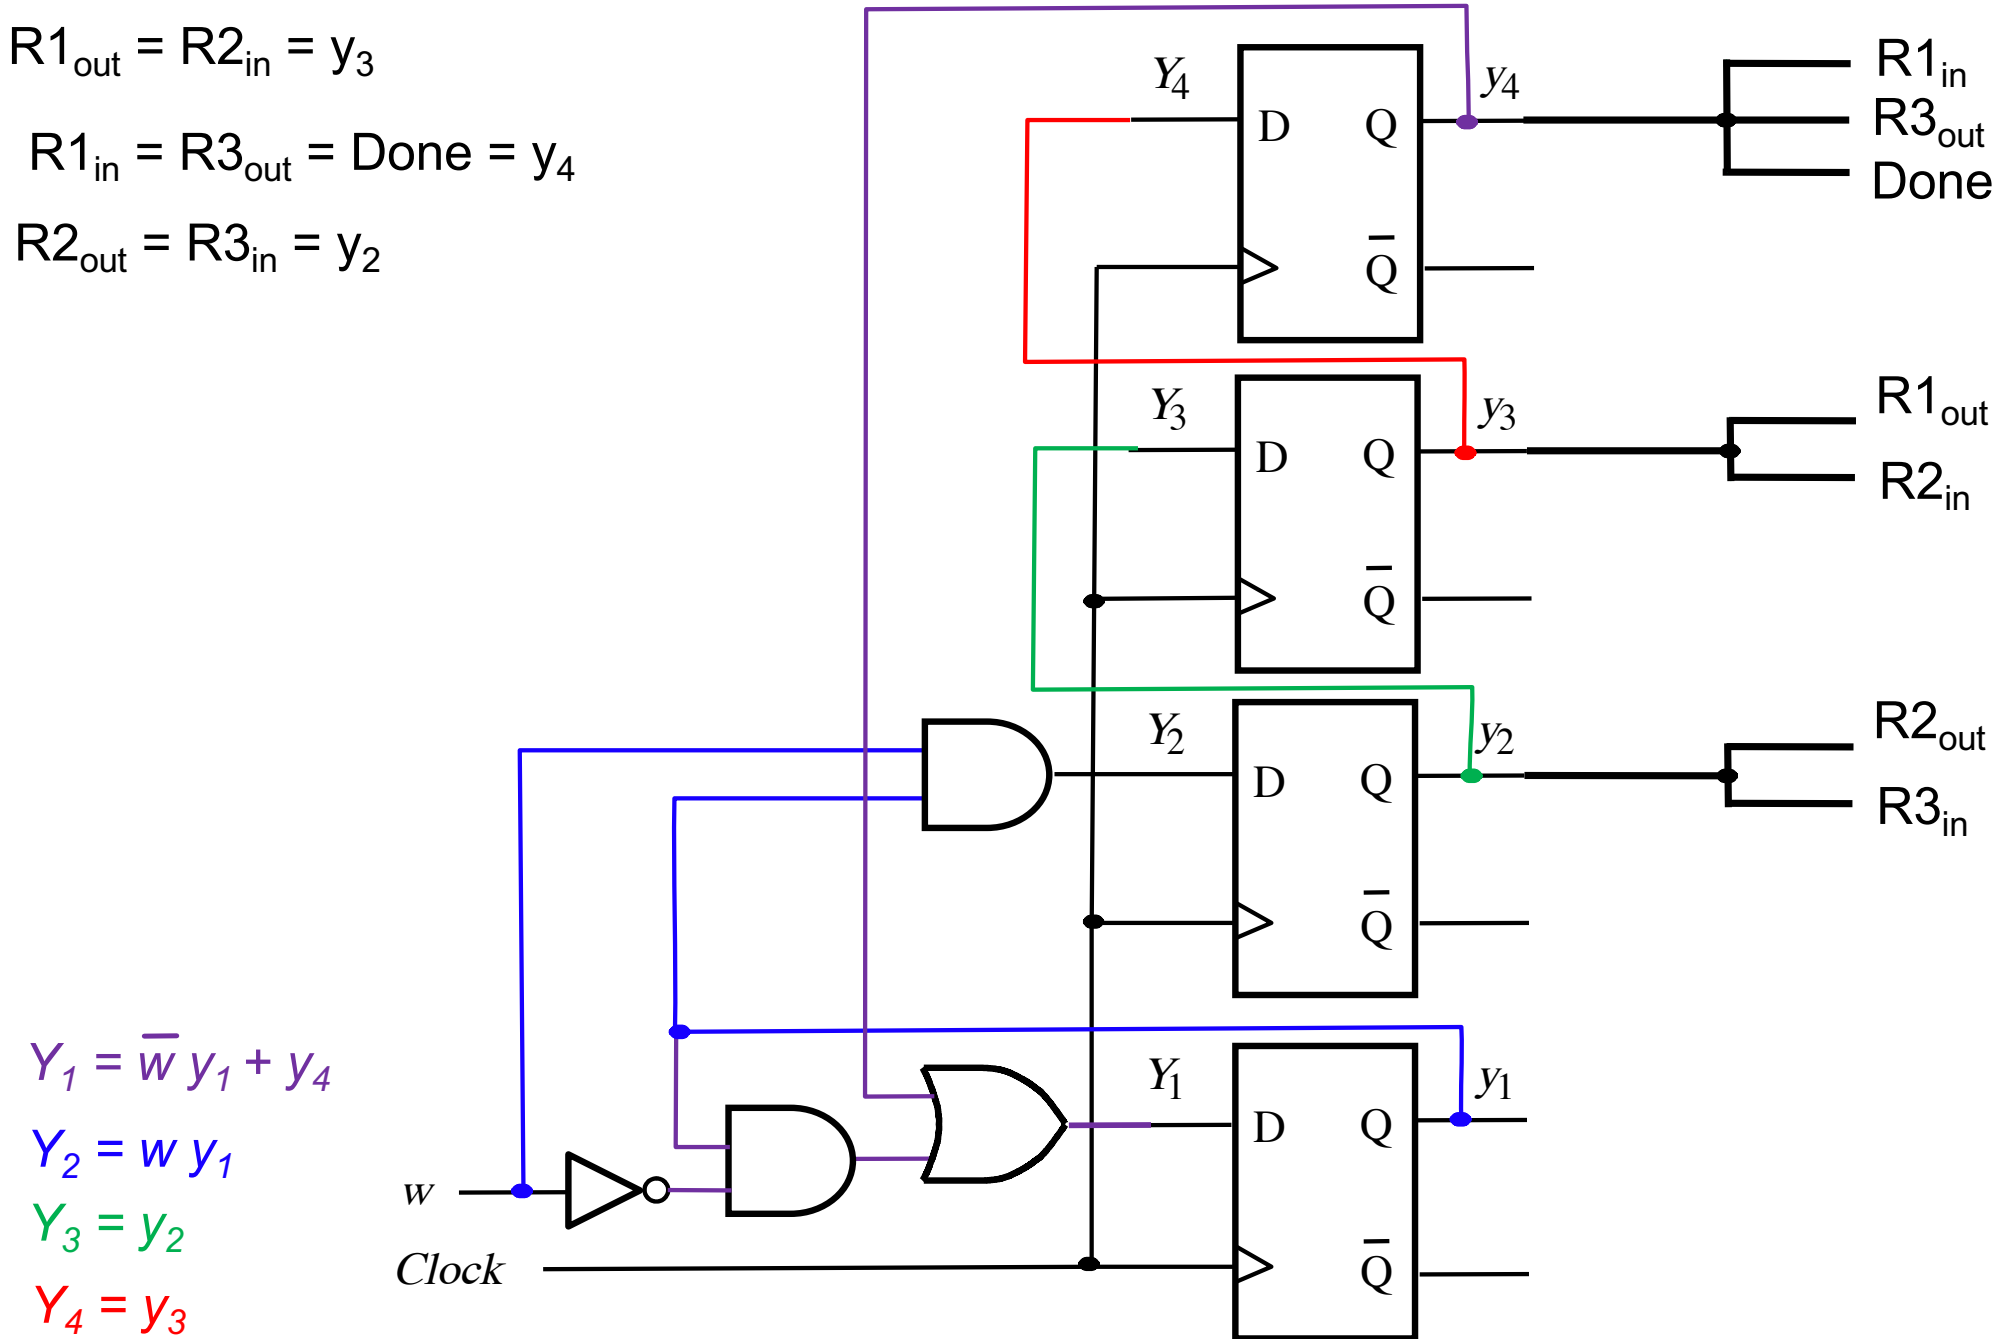 R1out = R2in = y3
R1in = R3out = Done = y4
R2out = R3in = y2
Y4
D
Q
y4
Q̅
R1in
R3out
Done
Y3
D
Q
y3
Q̅
R1out
R2in
Y2
D
Q
y2
Q̅
R2out
R3in
Y1
D
Q
y1
Q̅
w
Clock
Y1 = w̅ y1 + y4
Y2 = w y1
Y3 = y2
Y4 = y3